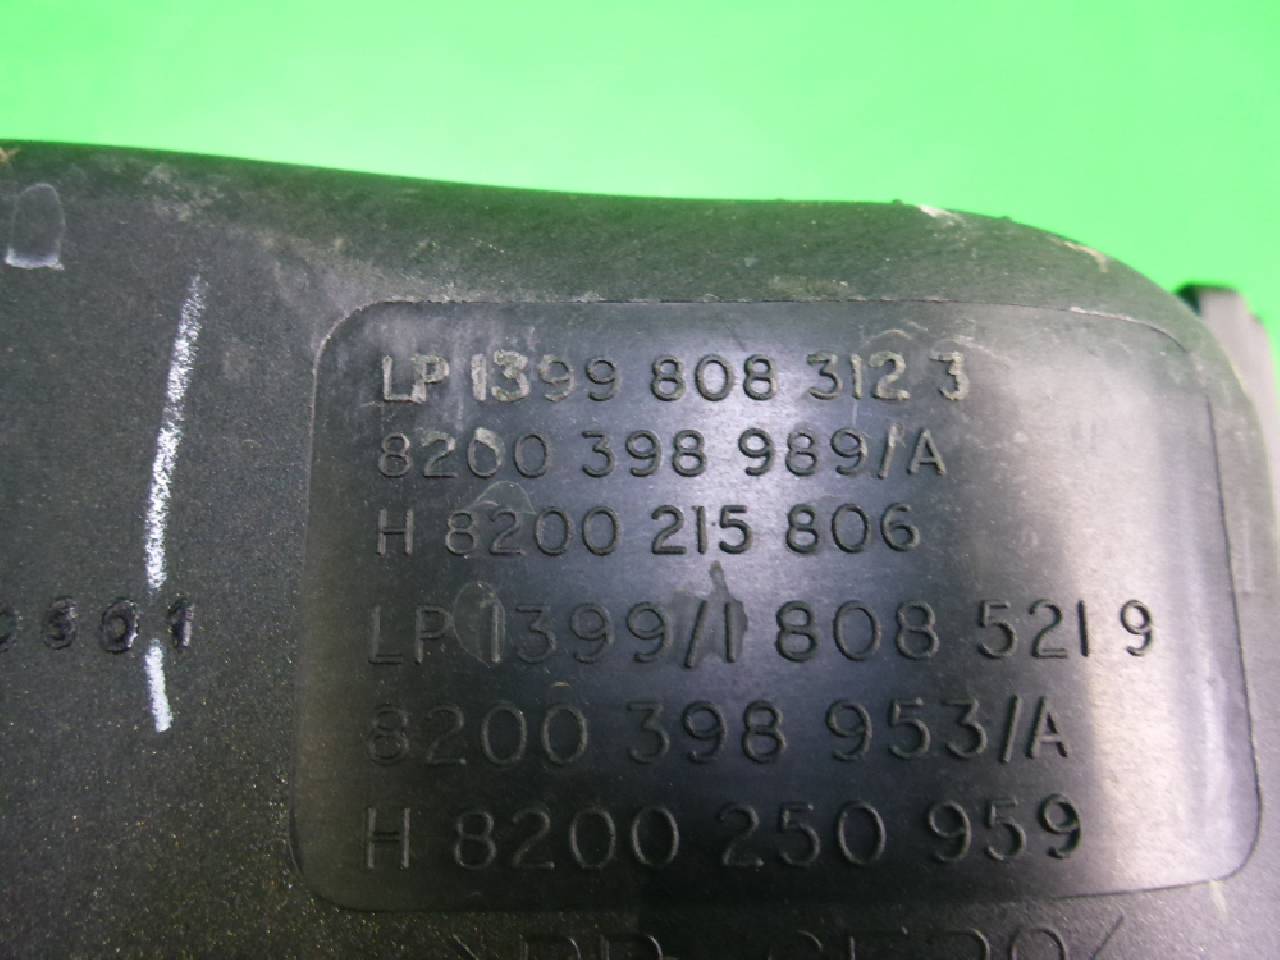 LP 1399 808 312 3
8200 398 989/A
H 8200 215 806
LP 1399/1 808 521 9
8200 398 953/A
H 8200 250 959